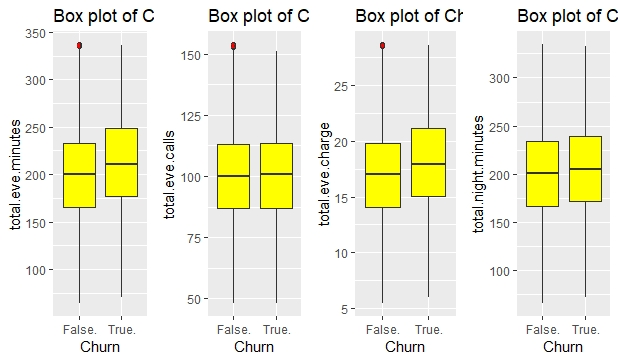 Box plot of C
350
300
250
200
150
100
total.eve.minutes
False. True.
Churn
Box plot of C
150
125
100
75
50
total.eve.calls
False. True.
Churn
Box plot of Ch
25
20
15
10
5
total.eve.charge
False. True.
Churn
Box plot of C
300
250
200
150
100
total.night.minutes
False. True.
Churn